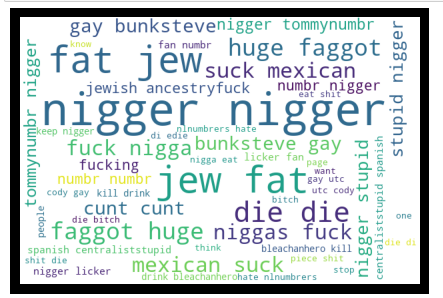 gay bunksteve nigger tommynumbr
know fan numbr huge faggot
fat jew suck mexican
jewish ancestryfuck numbr nigger
eat shit
nigger nigger
tommynumbr nigger
stupid nigger
keep nigger di edie nlnumbrers hate
fuck nigga bunksteve gay
fucking nigga eat licker fan page
numbr numbr jew fat want
gay utc
utc cody
cody gay kill drink bitch
people cunt cunt die die one
die bitch
faggot huge niggas fuck
nigger stupid
centraliststupid spanish
die di
spanish centraliststupid think bleachanhero kill
shit die mexican suck piece shit stop
nigger licker drink bleachanhero hate nlnumbrers